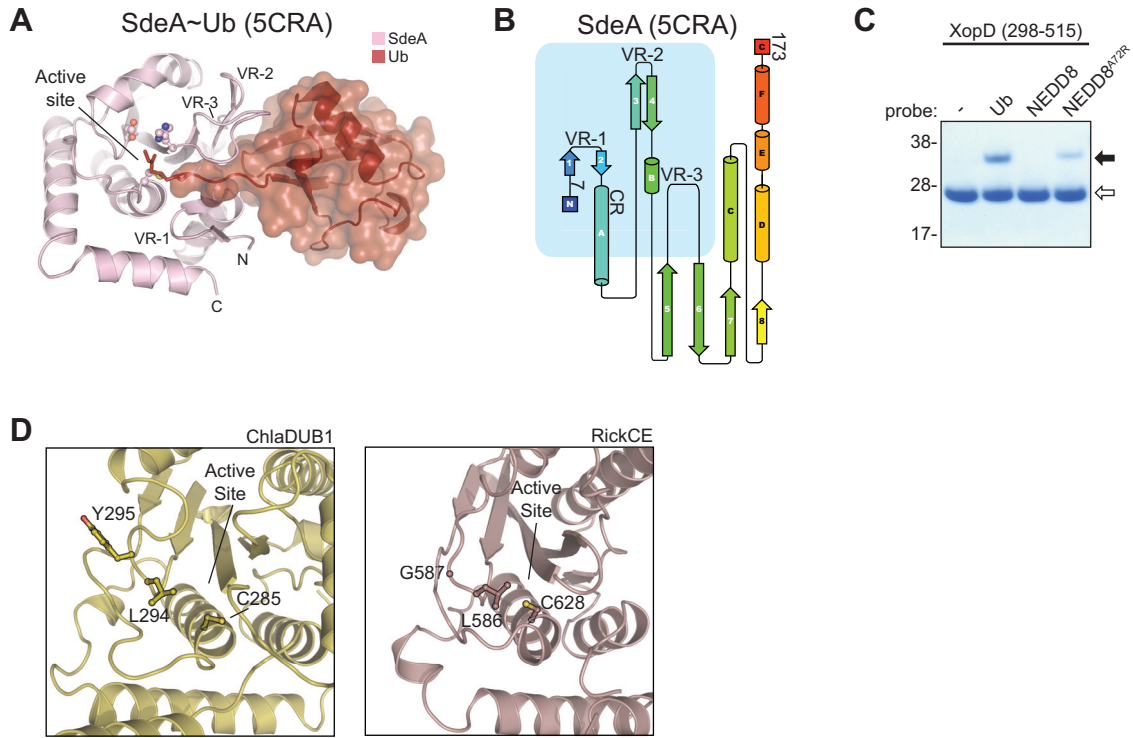 A
SdeA~Ub (5CRA)
SdeA
Ub
Active
site
VR-2
VR-3
VR-1
N
C
B
SdeA (5CRA)
VR-2
C
173
3
4
F
VR-1
1
2
E
7
B
VR-3
N
CR
C
A
D
5
6
7
8
C
XopD (298-515)
probe:
-
Ub
NEDD8
NEDD8A72R
38-
28-
17-
D
ChlaDUB1
Active
Site
Y295
L294
C285
RickCE
Active
Site
G587
L586
C628